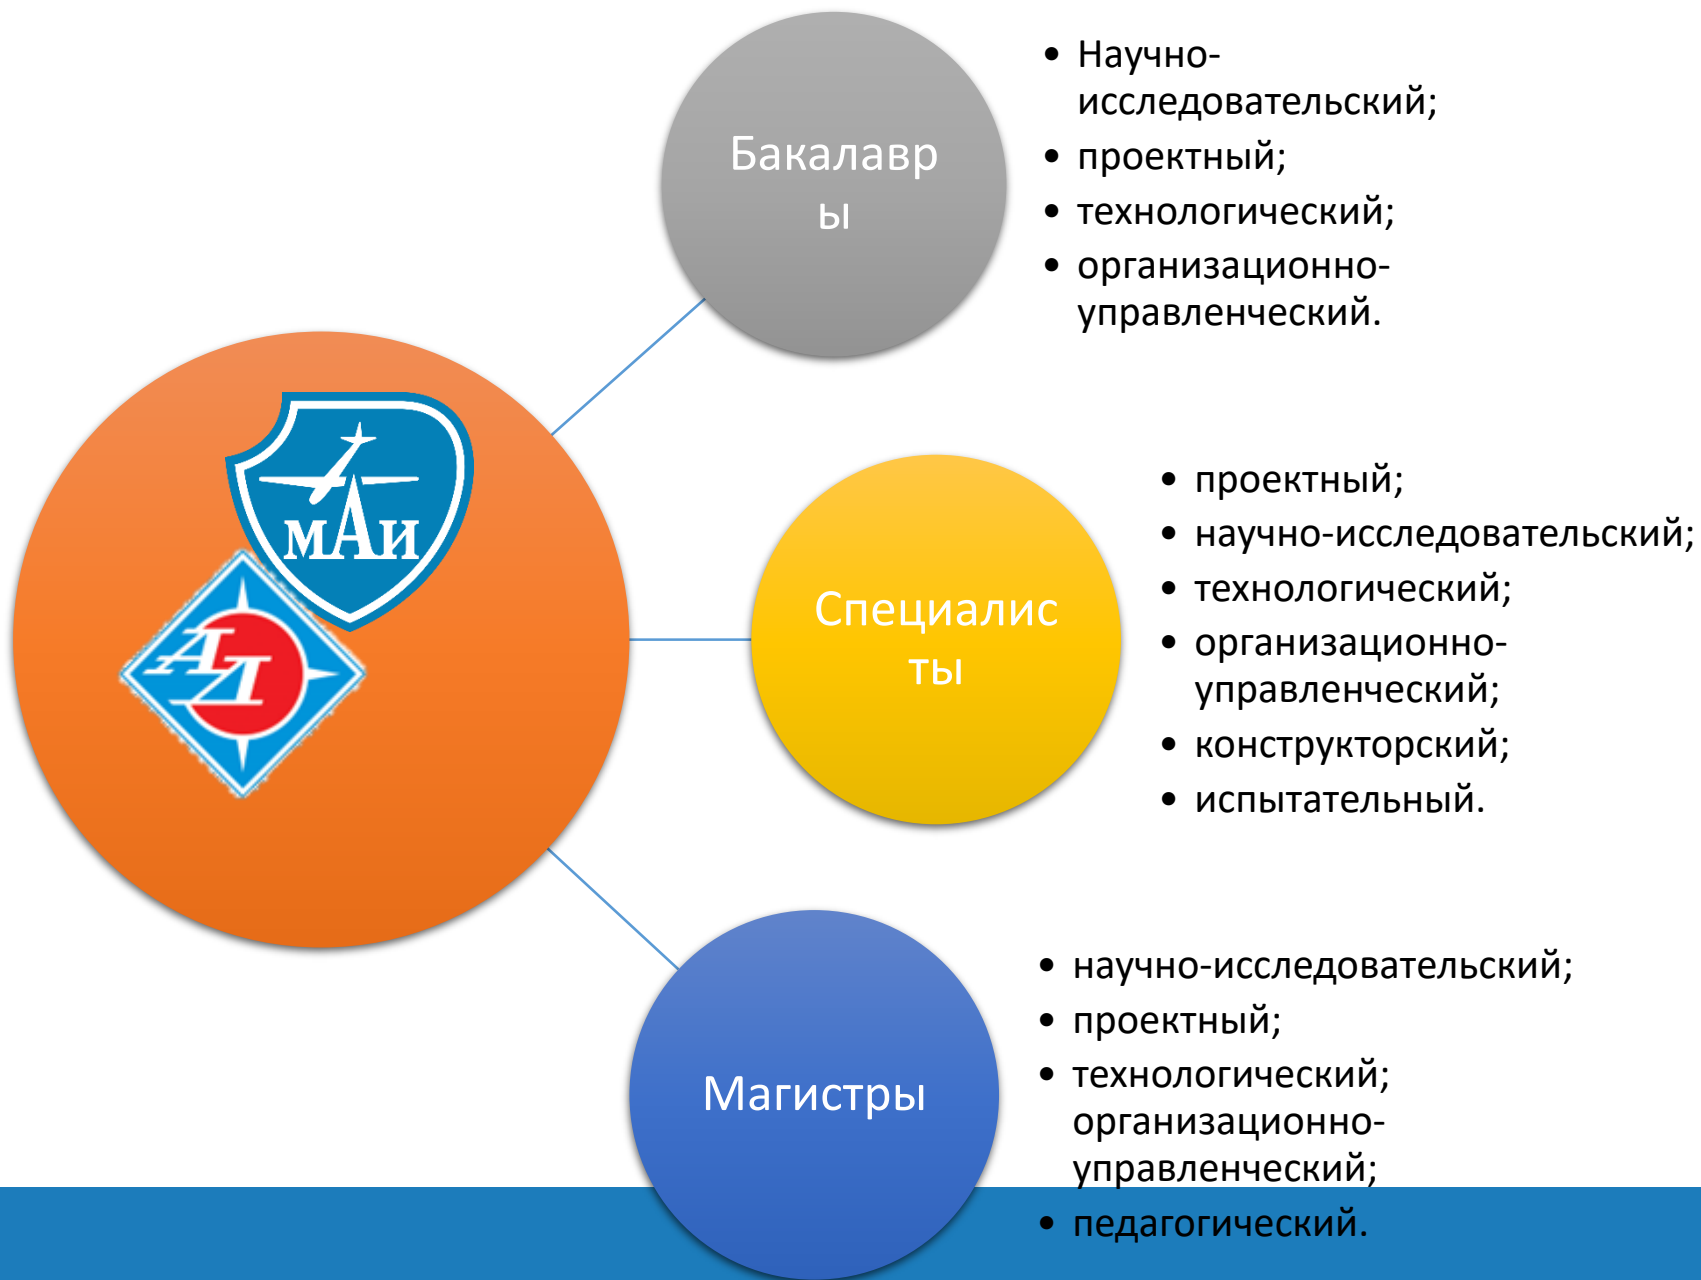 Бакалавр
ы
• Научно-
исследовательский;
• проектный;
• технологический;
• организационно-
управленческий.
МАИ
АД
Специалис
ты
• проектный;
• научно-исследовательский;
• технологический;
• организационно-
управленческий;
• конструкторский;
• испытательный.
Магистры
• научно-исследовательский;
• проектный;
• технологический;
организационно-
управленческий;
• педагогический.